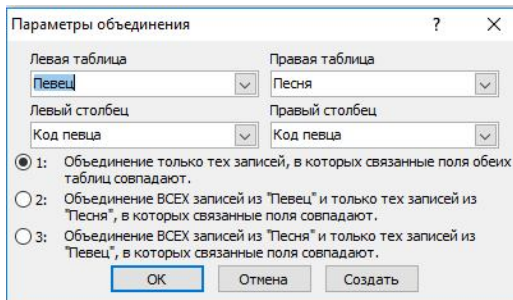 Параметры объединения ? ×
Левая таблица Правая таблица
Певец Песня
Левый столбец Правый столбец
Код певца Код певца
1: Объединение только тех записей, в которых связанные поля обеих
таблиц совпадают.
2: Объединение ВСЕХ записей из "Певец" и только тех записей из
"Песня", в которых связанные поля совпадают.
3: Объединение ВСЕХ записей из "Песня" и только тех записей из
"Певец", в которых связанные поля совпадают.
ОК Отмена Создать